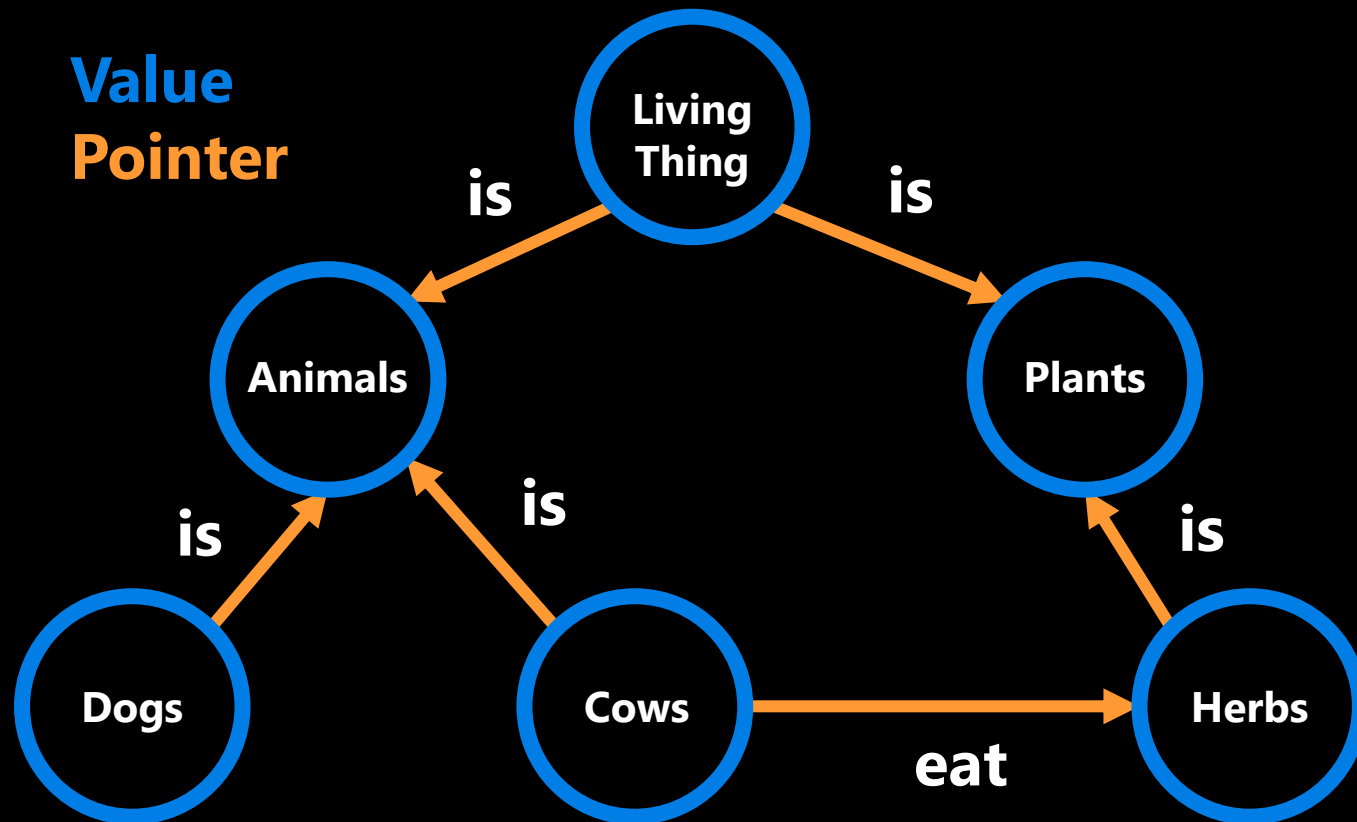 Value
Pointer
Living
Thing
is
is
Animals
Plants
is
is
is
Dogs
Cows
Herbs
eat